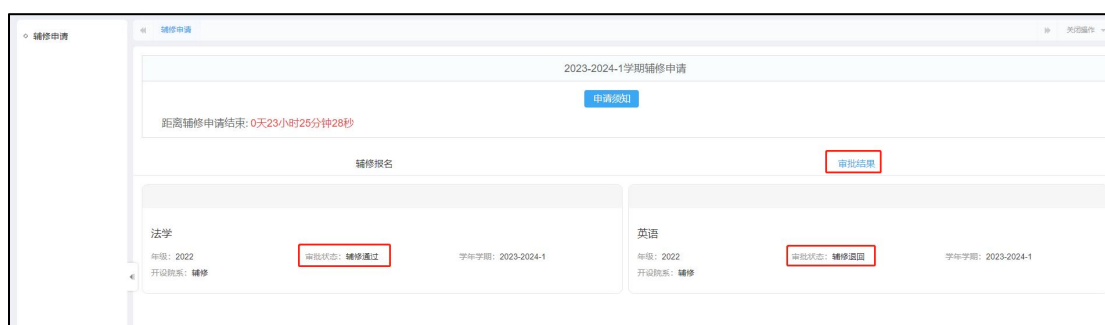 辅修申请
辅修申请
关闭操作
2023-2024-1学期辅修申请
申请须知
距离辅修申请结束: 0天23小时25分钟28秒
辅修报名
审批结果
法学
年级: 2022
审批状态: 辅修通过
学年学期: 2023-2024-1
开设院系: 辅修
英语
年级: 2022
审批状态: 辅修退回
学年学期: 2023-2024-1
开设院系: 辅修